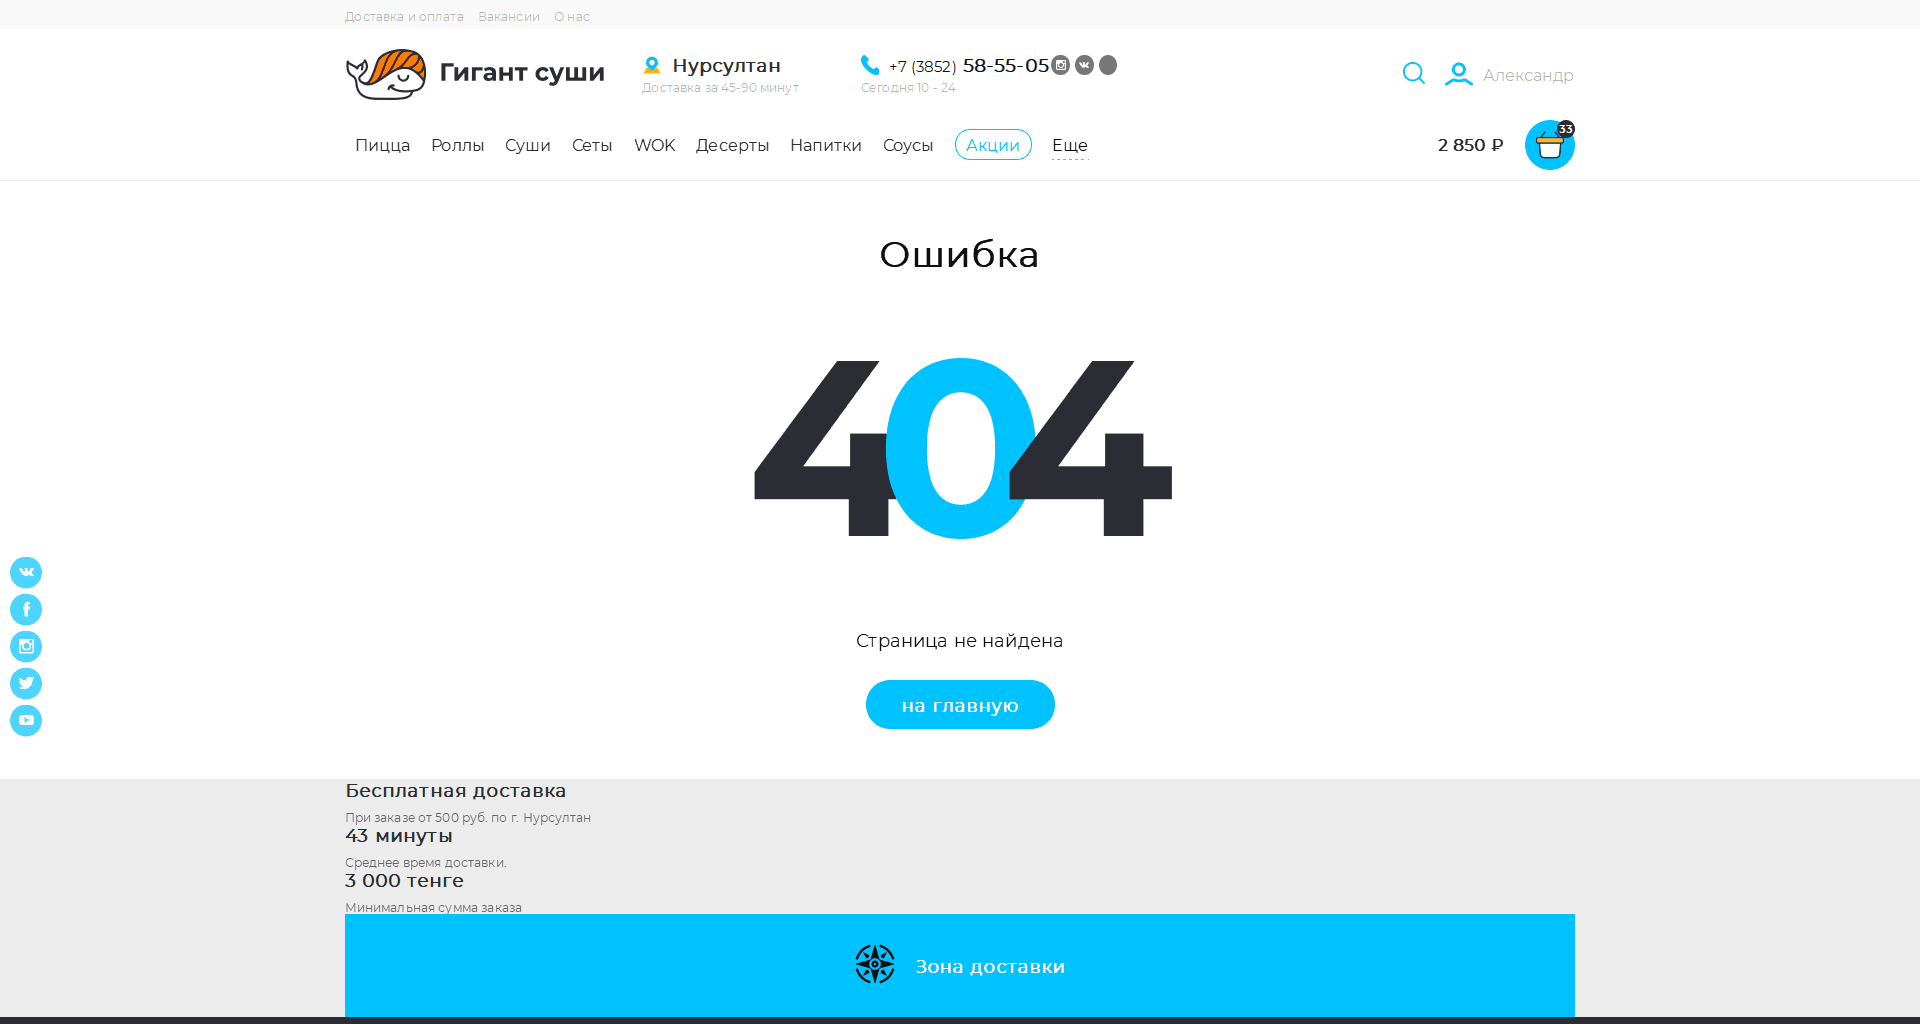 Доставка и оплата Вакансии О нас
Гигант суши
Нурсултан
Доставка за 45-90 минут
+7 (3852) 58-55-05
Сегодня 10 - 24
Александр
Пицца Роллы Суши Сеты WOK Десерты Напитки Соусы Акции Еще
2 850 ₽
33
Ошибка
404
Страница не найдена
на главную
Бесплатная доставка
При заказе от 500 руб. по г. Нурсултан
43 минуты
Среднее время доставки.
3 000 тенге
Минимальная сумма заказа
Зона доставки